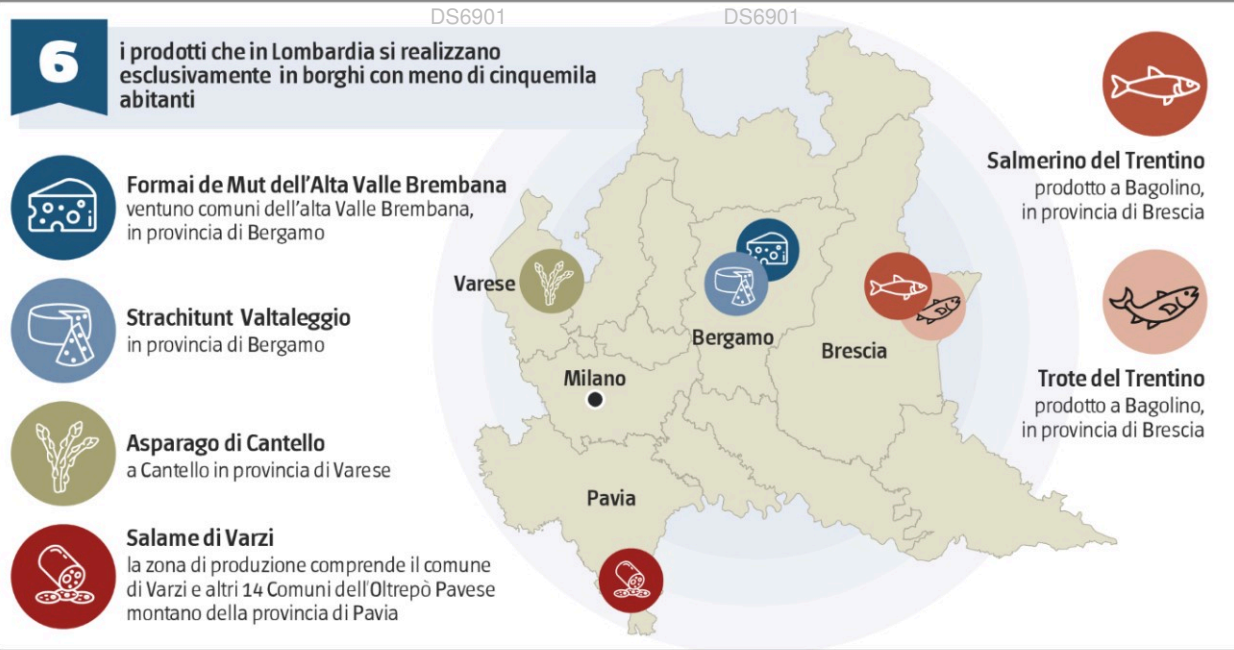 DS6901
DS6901
6
i prodotti che in Lombardia si realizzano
esclusivamente in borghi con meno di cinquemila
abitanti
Formai de Mut dell'Alta Valle Brembana
ventuno comuni dell'alta Valle Brembana,
in provincia di Bergamo
Strachitunt Valtaleggio
in provincia di Bergamo
Asparago di Cantello
a Cantello in provincia di Varese
Salame di Varzi
la zona di produzione comprende il comune
di Varzi e altri 14 Comuni dell'Oltrepò Pavese
montano della provincia di Pavia
Varese
Milano
Bergamo
Brescia
Pavia
Salmerino del Trentino
prodotto a Bagolino,
in provincia di Brescia
Trote del Trentino
prodotto a Bagolino,
in provincia di Brescia